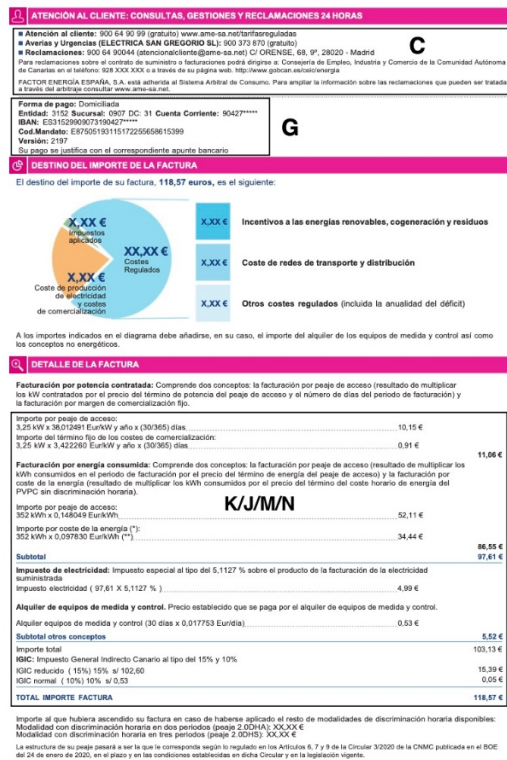 ATENCIÓN AL CLIENTE: CONSULTAS, GESTIONES Y RECLAMACIONES 24 HORAS
■ Atención al cliente: 900 64 90 99 (gratuito) www.ame-sa.net/tarifasreguladas
■ Averías y Urgencias (ELECTRICA SAN GREGORIO SL): 900 373 870 (gratuito)
■ Reclamaciones: 900 64 90044 (atencionalcliente@ame-sa.net) C/ ORENSE, 68, 9º, 28020 - Madrid
C
Para reclamaciones sobre el contrato de suministro o facturaciones podrá dirigirse a: Consejería de Empleo, Industria y Comercio de la Comunidad Autónoma
de Canarias en el teléfono: 928 XXX XXX o a través de su página web. http://www.gobcan.es/ceic/energia
FACTOR ENERGÍA ESPAÑA, S.A. está adherida al Sistema Arbitral de Consumo. Para ampliar la información sobre las reclamaciones que pueden ser tratadas
a través del arbitraje consultar www.ame-sa.net.
Forma de pago: Domiciliada
Entidad: 3152 Sucursal: 0907 DC: 31 Cuenta Corriente: 90427*****
IBAN: ES31529909073190427*****
Cod.Mandato: E87505193115172255658615399
Versión: 2197
Su pago se justifica con el correspondiente apunte bancario
G
DESTINO DEL IMPORTE DE LA FACTURA
El destino del importe de su factura, 118,57 euros, es el siguiente:
X,XX €
Impuestos
aplicados
XX,XX €
Costes
Regulados
X,XX €
Coste de producción
de electricidad
y costes
de comercialización
X,XX € Incentivos a las energías renovables, cogeneración y residuos
X,XX € Coste de redes de transporte y distribución
X,XX € Otros costes regulados (incluida la anualidad del déficit)
A los importes indicados en el diagrama debe añadirse, en su caso, el importe del alquiler de los equipos de medida y control así como
los conceptos no energéticos.
DETALLE DE LA FACTURA
Facturación por potencia contratada: Comprende dos conceptos: la facturación por peaje de acceso (resultado de multiplicar
los kW contratados por el precio del término de potencia del peaje de acceso y el número de días del periodo de facturación) y
la facturación por margen de comercialización fijo.
Importe por peaje de acceso:
3,25 kW x 38,012491 Eur/kW y año x (30/365) días 10,15 €
Importe del término fijo de los costes de comercialización:
3,25 kW x 3,422260 Eur/kW y año x (30/365) días 0,91 €
11,06 €
Facturación por energía consumida: Comprende dos conceptos: la facturación por peaje de acceso (resultado de multiplicar los
kWh consumidos en el periodo de facturación por el precio del término de energía del peaje de acceso) y la facturación por
coste de la energía (resultado de multiplicar los kWh consumidos por el precio del término del coste horario de energía del
PVPC sin discriminación horaria).
K/J/M/N
Importe por peaje de acceso:
352 kWh x 0,148049 Eur/kWh 52,11 €
Importe por coste de la energía (*):
352 kWh x 0,097830 Eur/kWh (**) 34,44 €
86,55 €
Subtotal 97,61 €
Impuesto de electricidad: Impuesto especial al tipo del 5,1127 % sobre el producto de la facturación de la electricidad
suministrada
Impuesto electricidad ( 97,61 X 5,1127 % ) 4,99 €
Alquiler de equipos de medida y control. Precio establecido que se paga por el alquiler de equipos de medida y control.
Alquiler equipos de medida y control (30 días x 0,017753 Eur/día) 0,53 €
Subtotal otros conceptos 5,52 €
Importe total 103,13 €
IGIC: Impuesto General Indirecto Canario al tipo del 15% y 10%
IGIC reducido ( 15%) 15% s/ 102,60 15,39 €
IGIC normal ( 10%) 10% s/ 0,53 0,05 €
TOTAL IMPORTE FACTURA 118,57 €
Importe al que hubiera ascendido su factura en caso de haberse aplicado el resto de modalidades de discriminación horaria disponibles:
Modalidad con discriminación horaria en dos periodos (peaje 2.0DHA): XX,XX €
Modalidad con discriminación horaria en tres periodos (peaje 2.0DHS): XX,XX €
La estructura de su peaje pasará a ser la que le corresponda según lo regulado en los Artículos 6, 7 y 9 de la Circular 3/2020 de la CNMC publicada en el BOE
del 24 de enero de 2020, en el plazo y en las condiciones establecidas en dicha Circular y en la legislación vigente.